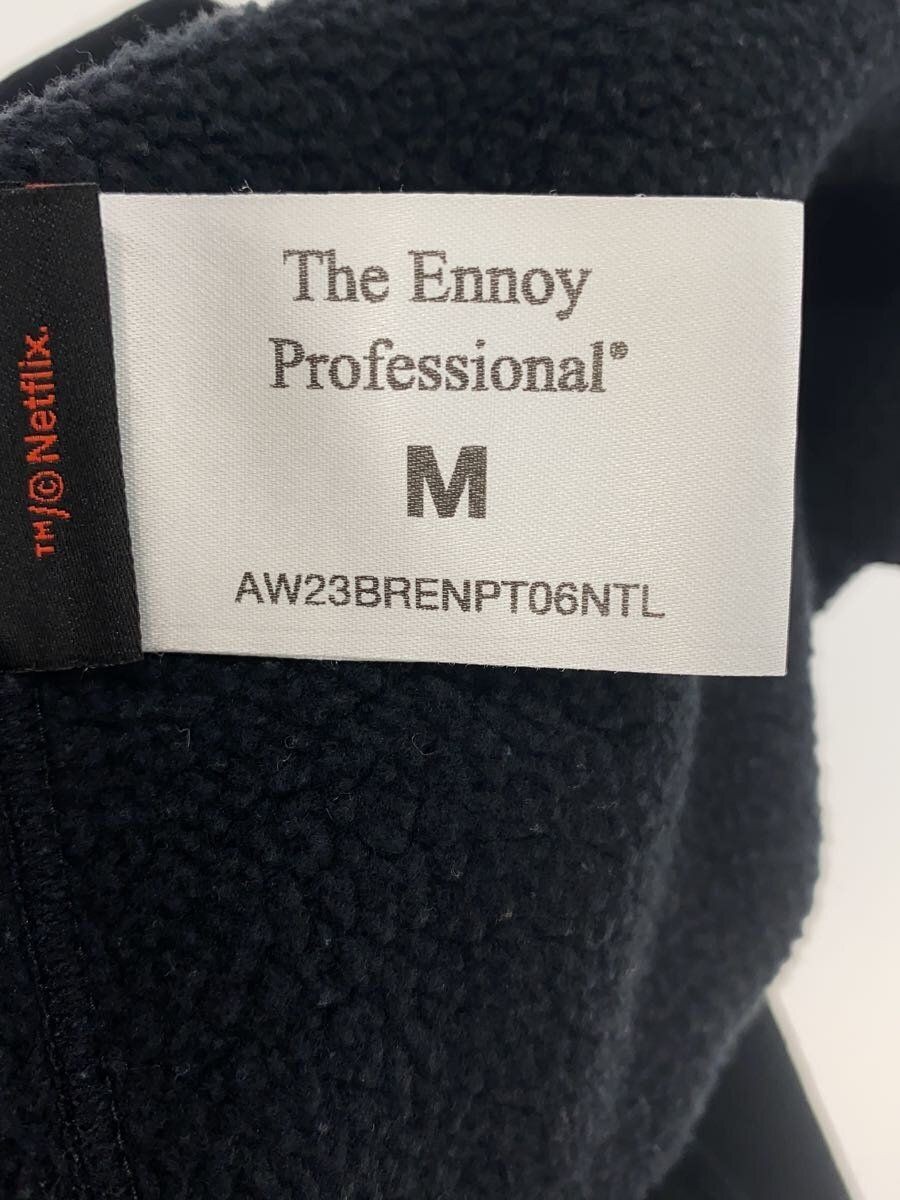 The Ennoy
Professional®
M
AW23BRENPT06NTL
™/©Netflix.